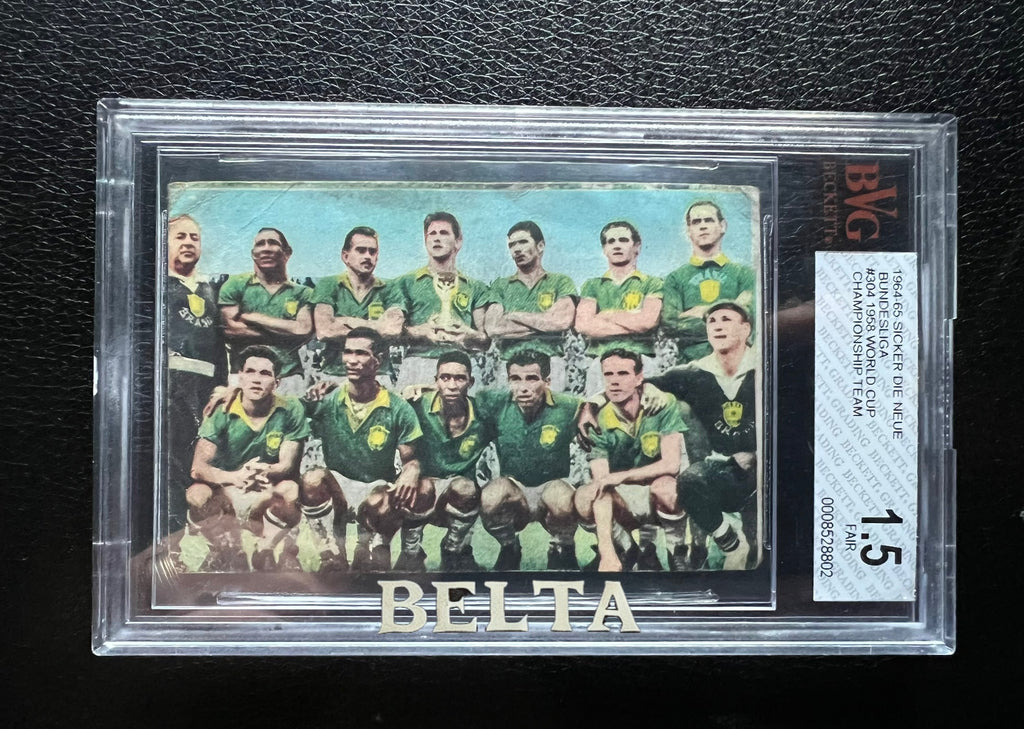 BVG
BECKETT
1964-65 SICKER DIE NEUE
BUNDESLIGA
#304 1958 WORLD CUP
CHAMPIONSHIP TEAM
1.5
FAIR
0008528802
BRASIL
BELTA